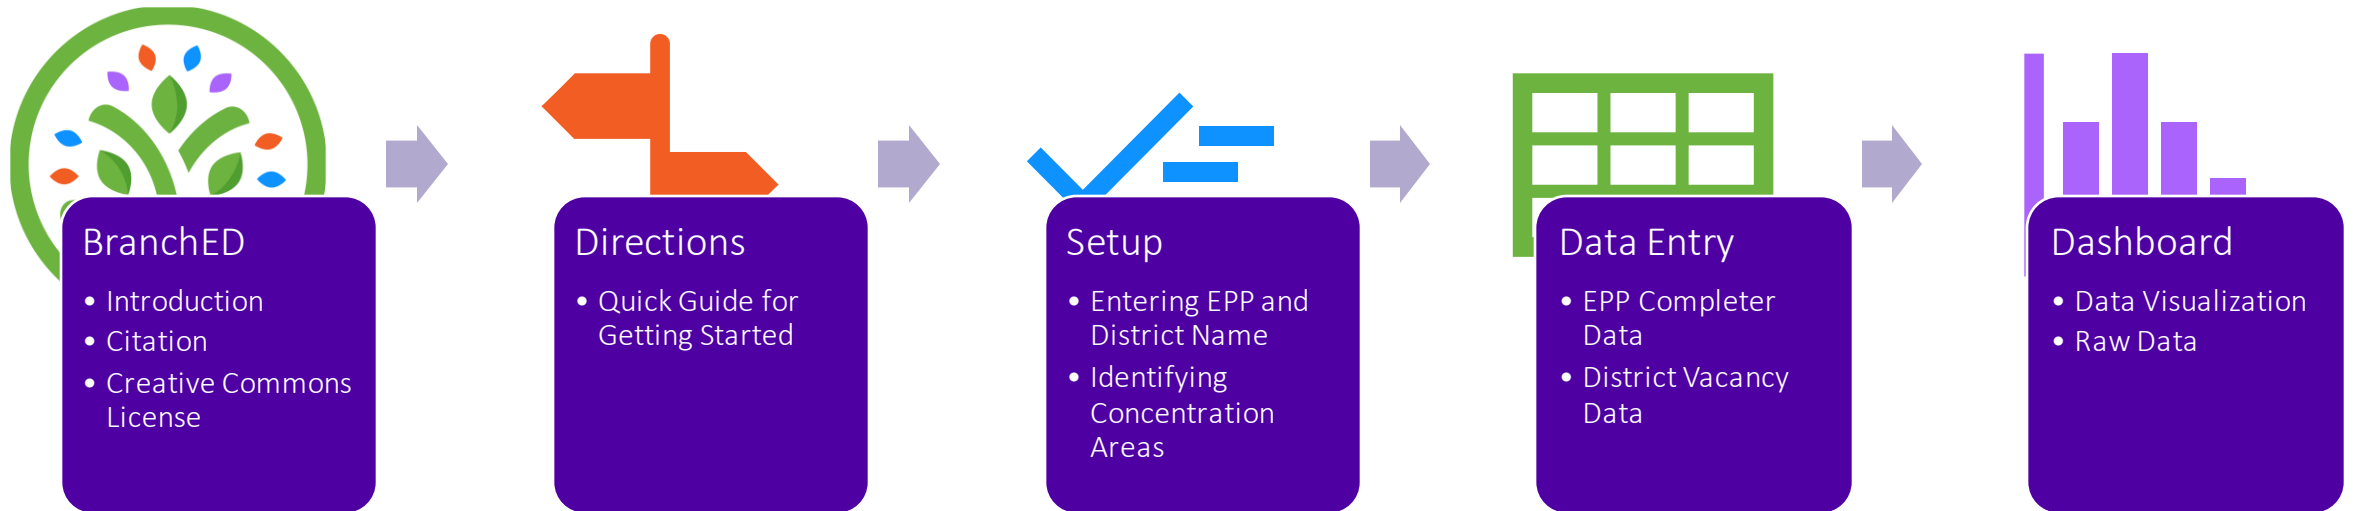 BranchED
• Introduction
• Citation
• Creative Commons
License
Directions
• Quick Guide for
Getting Started
Setup
• Entering EPP and
District Name
• Identifying
Concentration
Areas
Data Entry
• EPP Completer
Data
• District Vacancy
Data
Dashboard
• Data Visualization
• Raw Data